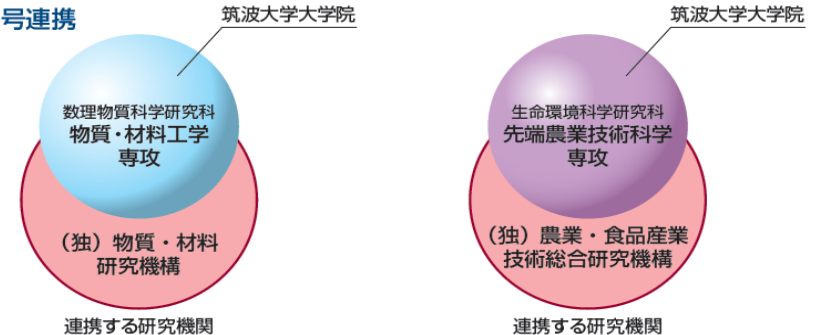 号連携
筑波大学大学院
数理物質科学研究科
物質・材料工学
専攻
（独）物質・材料
研究機構
連携する研究機関
筑波大学大学院
生命環境科学研究科
先端農業技術科学
専攻
（独）農業・食品産業
技術総合研究機構
連携する研究機関